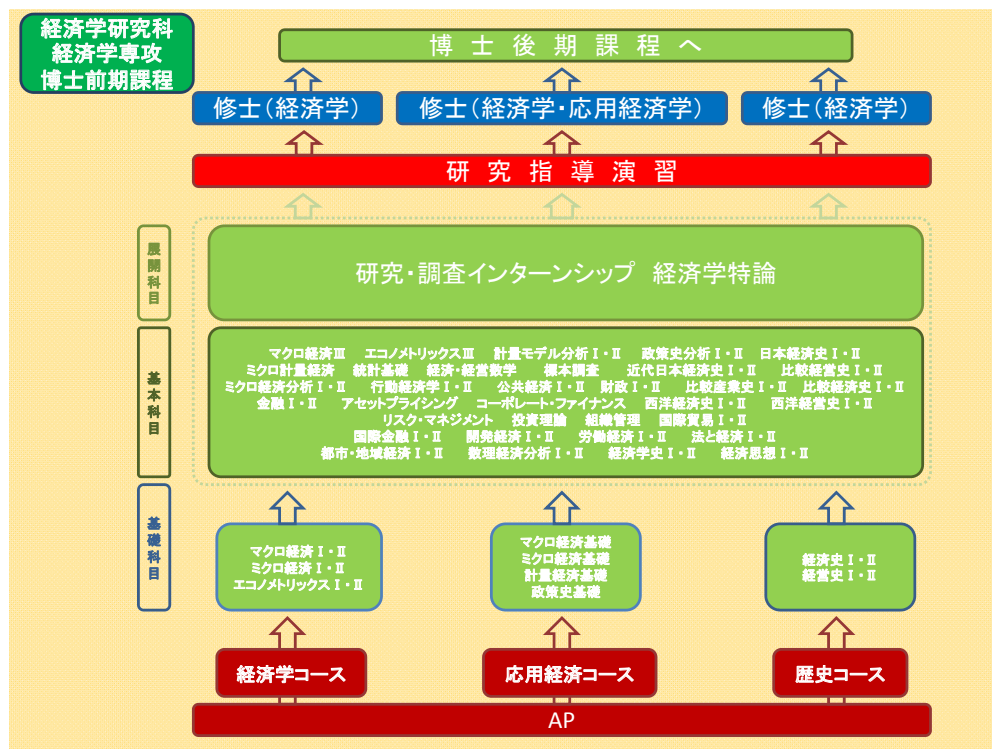 経済学研究科
経済学専攻
博士前期課程
博士後期課程へ
修士(経済学)
修士(経済学・応用経済学)
修士(経済学)
研究指導演習
展開科目
研究・調査インターンシップ 経済学特論
基本科目
マクロ経済Ⅲ エコノメトリックスⅢ 計量モデル分析Ⅰ・Ⅱ 政策史分析Ⅰ・Ⅱ 日本経済史Ⅰ・Ⅱ
ミクロ計量経済 統計基礎 経済・経営数学 標本調査 近代日本経済史Ⅰ・Ⅱ 比較経営史Ⅰ・Ⅱ
ミクロ経済分析Ⅰ・Ⅱ 行動経済学Ⅰ・Ⅱ 公共経済Ⅰ・Ⅱ 財政Ⅰ・Ⅱ 比較産業史Ⅰ・Ⅱ 比較経済史Ⅰ・Ⅱ
金融Ⅰ・Ⅱ アセットプライシング コーポレート・ファイナンス 西洋経済史Ⅰ・Ⅱ 西洋経営史Ⅰ・Ⅱ
リスク・マネジメント 投資理論 組織管理 国際貿易Ⅰ・Ⅱ
国際金融Ⅰ・Ⅱ 開発経済Ⅰ・Ⅱ 労働経済Ⅰ・Ⅱ 法と経済Ⅰ・Ⅱ
都市・地域経済Ⅰ・Ⅱ 数理経済分析Ⅰ・Ⅱ 経済学史Ⅰ・Ⅱ 経済思想Ⅰ・Ⅱ
基礎科目
マクロ経済Ⅰ・Ⅱ
ミクロ経済Ⅰ・Ⅱ
エコノメトリックスⅠ・Ⅱ
マクロ経済基礎
ミクロ経済基礎
計量経済基礎
政策史基礎
経済史Ⅰ・Ⅱ
経営史Ⅰ・Ⅱ
経済学コース
応用経済コース
歴史コース
AP